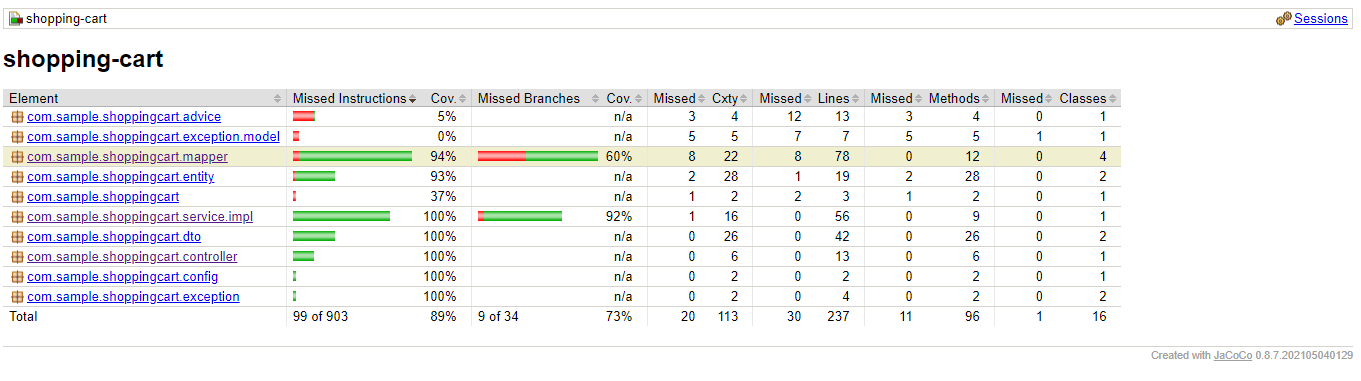 shopping-cart Sessions
shopping-cart
Element Missed Instructions Cov. Missed Branches Cov. Missed Cxty Missed Lines Missed Methods Missed Classes
com.sample.shoppingcart.advice 5% n/a 3 4 12 13 3 4 0 1
com.sample.shoppingcart.exception.model 0% n/a 5 5 7 7 5 5 1 1
com.sample.shoppingcart.mapper 94% 60% 8 22 8 78 0 12 0 4
com.sample.shoppingcart.entity 93% n/a 2 28 1 19 2 28 0 2
com.sample.shoppingcart 37% n/a 1 2 2 3 1 2 0 1
com.sample.shoppingcart.service.impl 100% 92% 1 16 0 56 0 9 0 1
com.sample.shoppingcart.dto 100% n/a 0 26 0 42 0 26 0 2
com.sample.shoppingcart.controller 100% n/a 0 6 0 13 0 6 0 1
com.sample.shoppingcart.config 100% n/a 0 2 0 2 0 2 0 1
com.sample.shoppingcart.exception 100% n/a 0 2 0 4 0 2 0 2
Total 99 of 903 89% 9 of 34 73% 20 113 30 237 11 96 1 16
Created with JaCoCo 0.8.7.202105040129